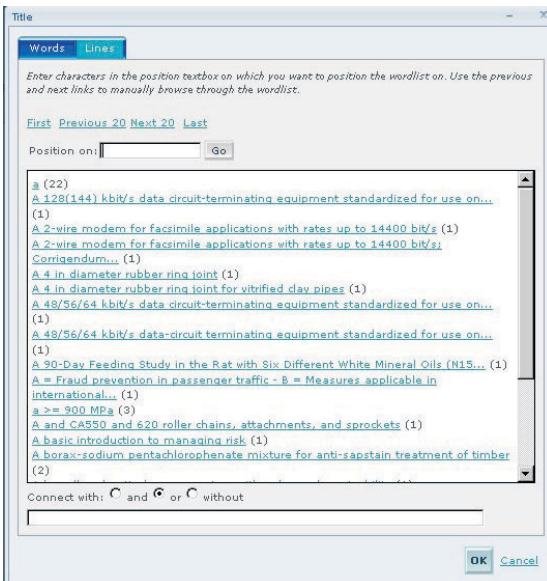 Title
Words Lines
Enter characters in the position textbox on which you want to position the wordlist on. Use the previous
and next links to manually browse through the wordlist.
First Previous 20 Next 20 Last
Position on: Go
a (22)
A 128(144) kbit/s data circuit-terminating equipment standardized for use on...
(1)
A 2-wire modem for facsimile applications with rates up to 14400 bit/s (1)
A 2-wire modem for facsimile applications with rates up to 14400 bit/s;
Corrigendum... (1)
A 4 in diameter rubber ring joint (1)
A 4 in diameter rubber ring joint for vitrified clay pipes (1)
A 48/56/64 kbit/s data circuit-terminating equipment standardized for use on...
(1)
A 48/56/64 kbit/s data-circuit terminating equipment standardized for use on...
(1)
A 90-Day Feeding Study in the Rat with Six Different White Mineral Oils (N15... (1)
A = Fraud prevention in passenger traffic - B = Measures applicable in
international... (1)
a >= 900 MPa (3)
A and CA550 and 620 roller chains, attachments, and sprockets (1)
A basic introduction to managing risk (1)
A borax-sodium pentachlorophenate mixture for anti-sapstain treatment of timber
(2)
Connect with: and or without
OK Cancel